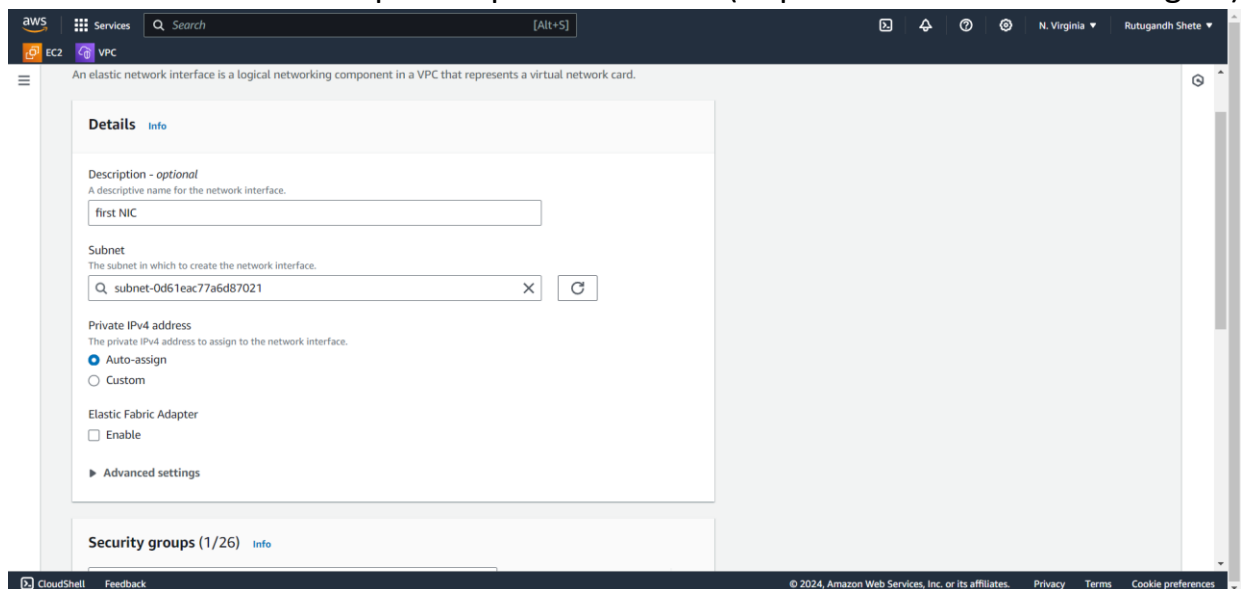 aws Services Search [Alt+S] N. Virginia ▼ Rutugandh Shete ▼
EC2 VPC
An elastic network interface is a logical networking component in a VPC that represents a virtual network card.
Details Info
Description - optional
A descriptive name for the network interface.
first NIC
Subnet
The subnet in which to create the network interface.
subnet-0d61eac77a6d87021
Private IPv4 address
The private IPv4 address to assign to the network interface.
Auto-assign
Custom
Elastic Fabric Adapter
Enable
Advanced settings
Security groups (1/26) Info
CloudShell Feedback © 2024, Amazon Web Services, Inc. or its affiliates. Privacy Terms Cookie preferences